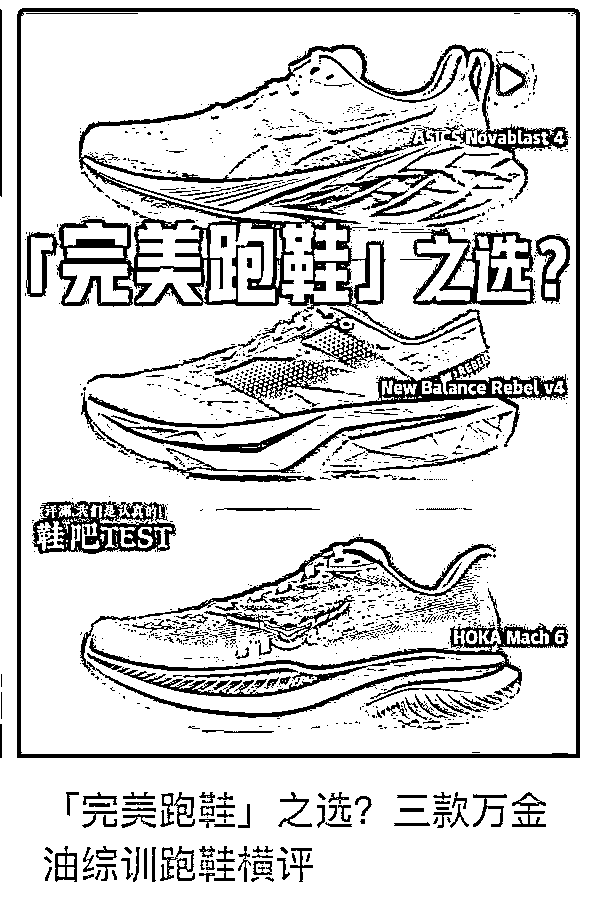 ASICS Novablast 4
「完美跑鞋」之选?
New Balance Rebel v4
评测,我们是认真的!
鞋吧TEST
HOKA Mach 6
「完美跑鞋」之选？三款万金
油综训跑鞋横评